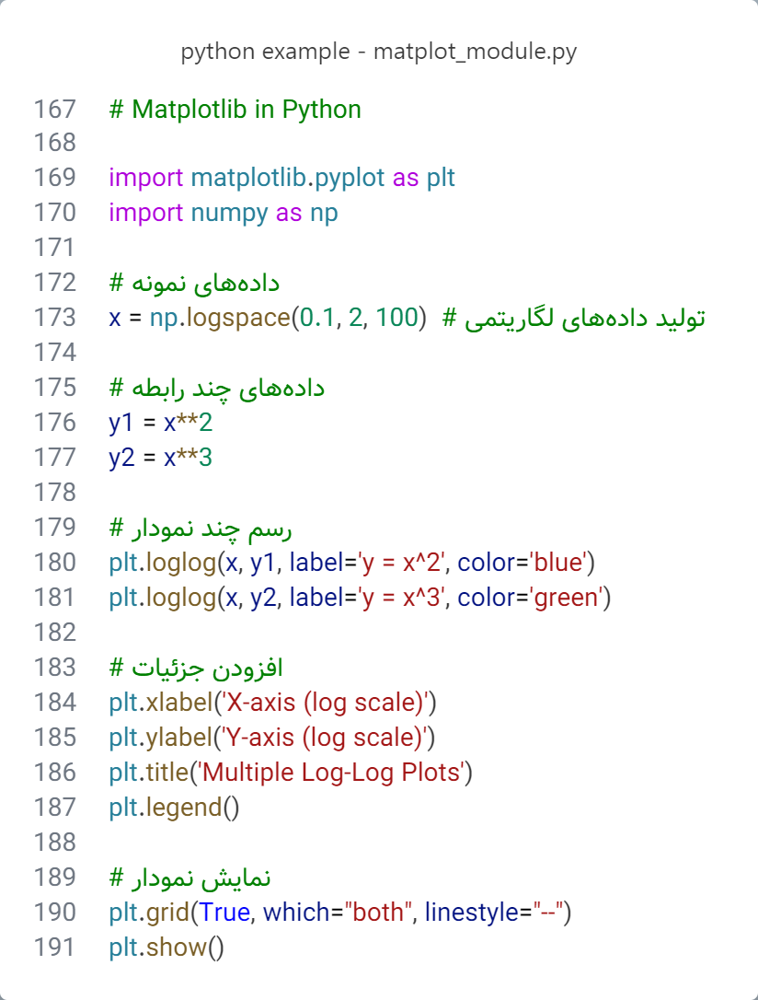 python example - matplot_module.py
167 # Matplotlib in Python
168
169 import matplotlib.pyplot as plt
170 import numpy as np
171
172 # داده‌های نمونه
173 x = np.logspace(0.1, 2, 100)  # تولید داده‌های لگاریتمی
174
175 # داده‌های چند رابطه
176 y1 = x**2
177 y2 = x**3
178
179 # رسم چند نمودار
180 plt.loglog(x, y1, label='y = x^2', color='blue')
181 plt.loglog(x, y2, label='y = x^3', color='green')
182
183 # افزودن جزئیات
184 plt.xlabel('X-axis (log scale)')
185 plt.ylabel('Y-axis (log scale)')
186 plt.title('Multiple Log-Log Plots')
187 plt.legend()
188
189 # نمایش نمودار
190 plt.grid(True, which="both", linestyle="--")
191 plt.show()